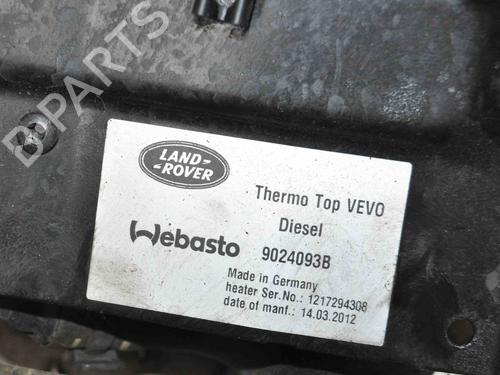 B-PARTS
LAND-
-ROVER
Thermo Top VEVO
Diesel
Webasto
9024093B
Made in Germany
heater Ser.No.: 1217294308
date of manf.: 14.03.2012